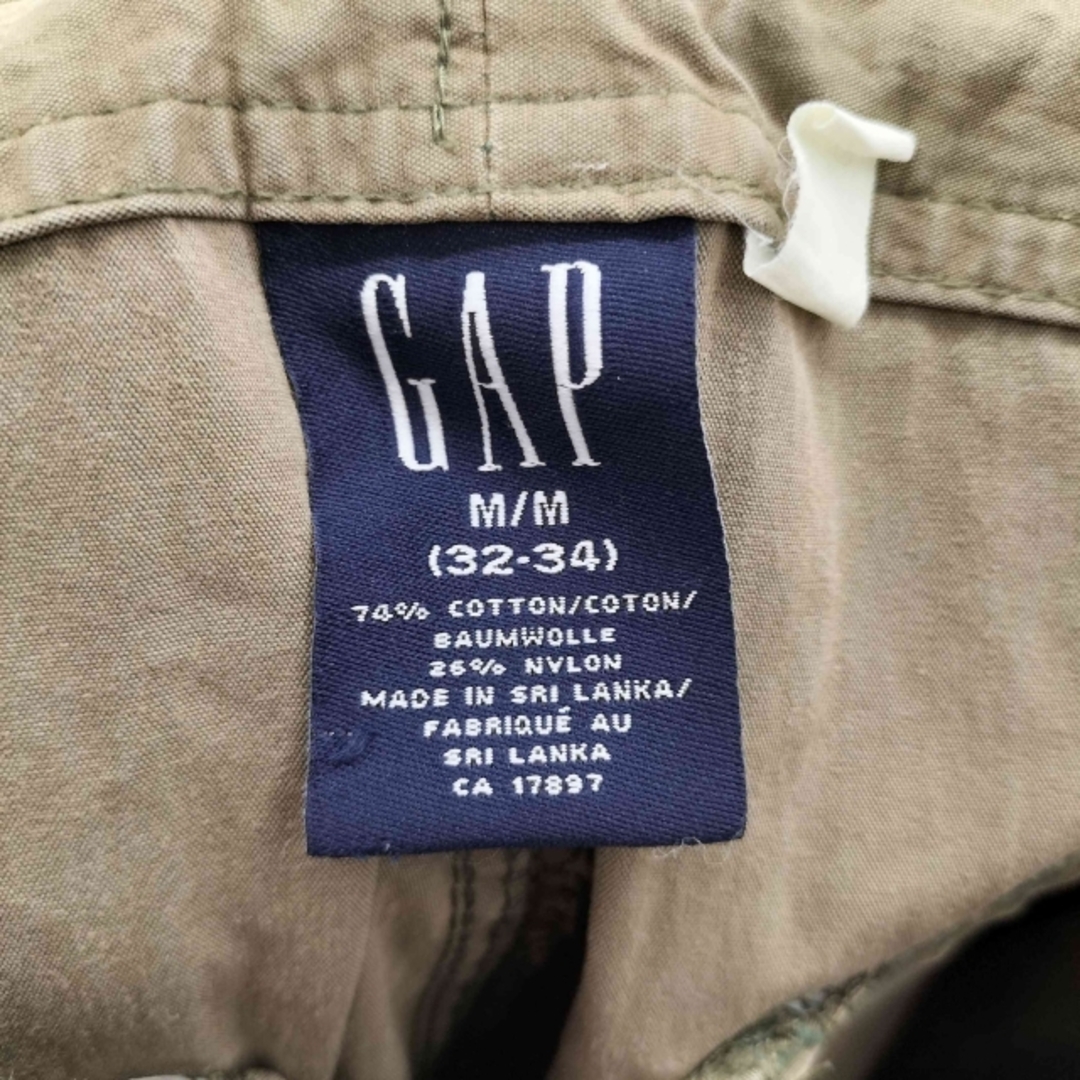 GAP
M/M
(32-34)
74% COTTON/COTON/
BAUMWOLLE
26% NYLON
MADE IN SRI LANKA/
FABRIQUÉ AU
SRI LANKA
CA 17897